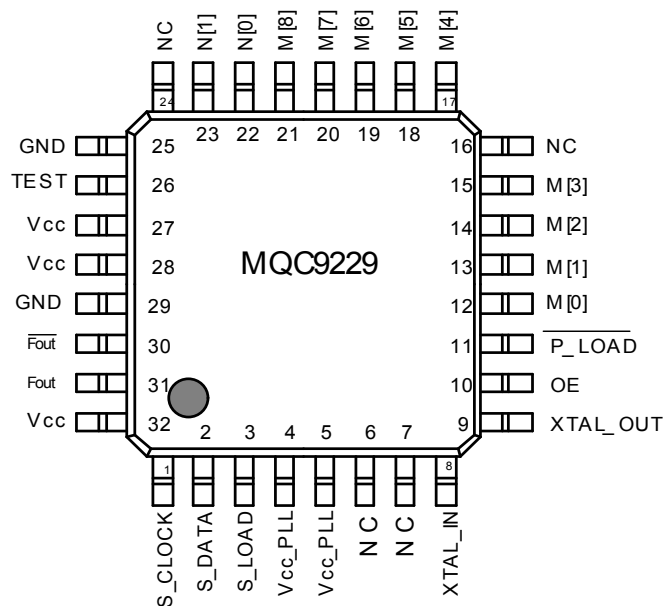 NC
N[1]
N[0]
M[8]
M[7]
M[6]
M[5]
M[4]
24
23
22
21
20
19
18
17
GND 25
TEST 26
Vcc 27
Vcc 28
GND 29
Fout 30
Fout 31
Vcc 32
MQC9229
16 NC
15 M[3]
14 M[2]
13 M[1]
12 M[0]
11 P_LOAD
10 OE
9 XTAL_OUT
1
2
3
4
5
6
7
8
S_CLOCK
S_DATA
S_LOAD
Vcc_PLL
Vcc_PLL
NC
NC
XTAL_IN